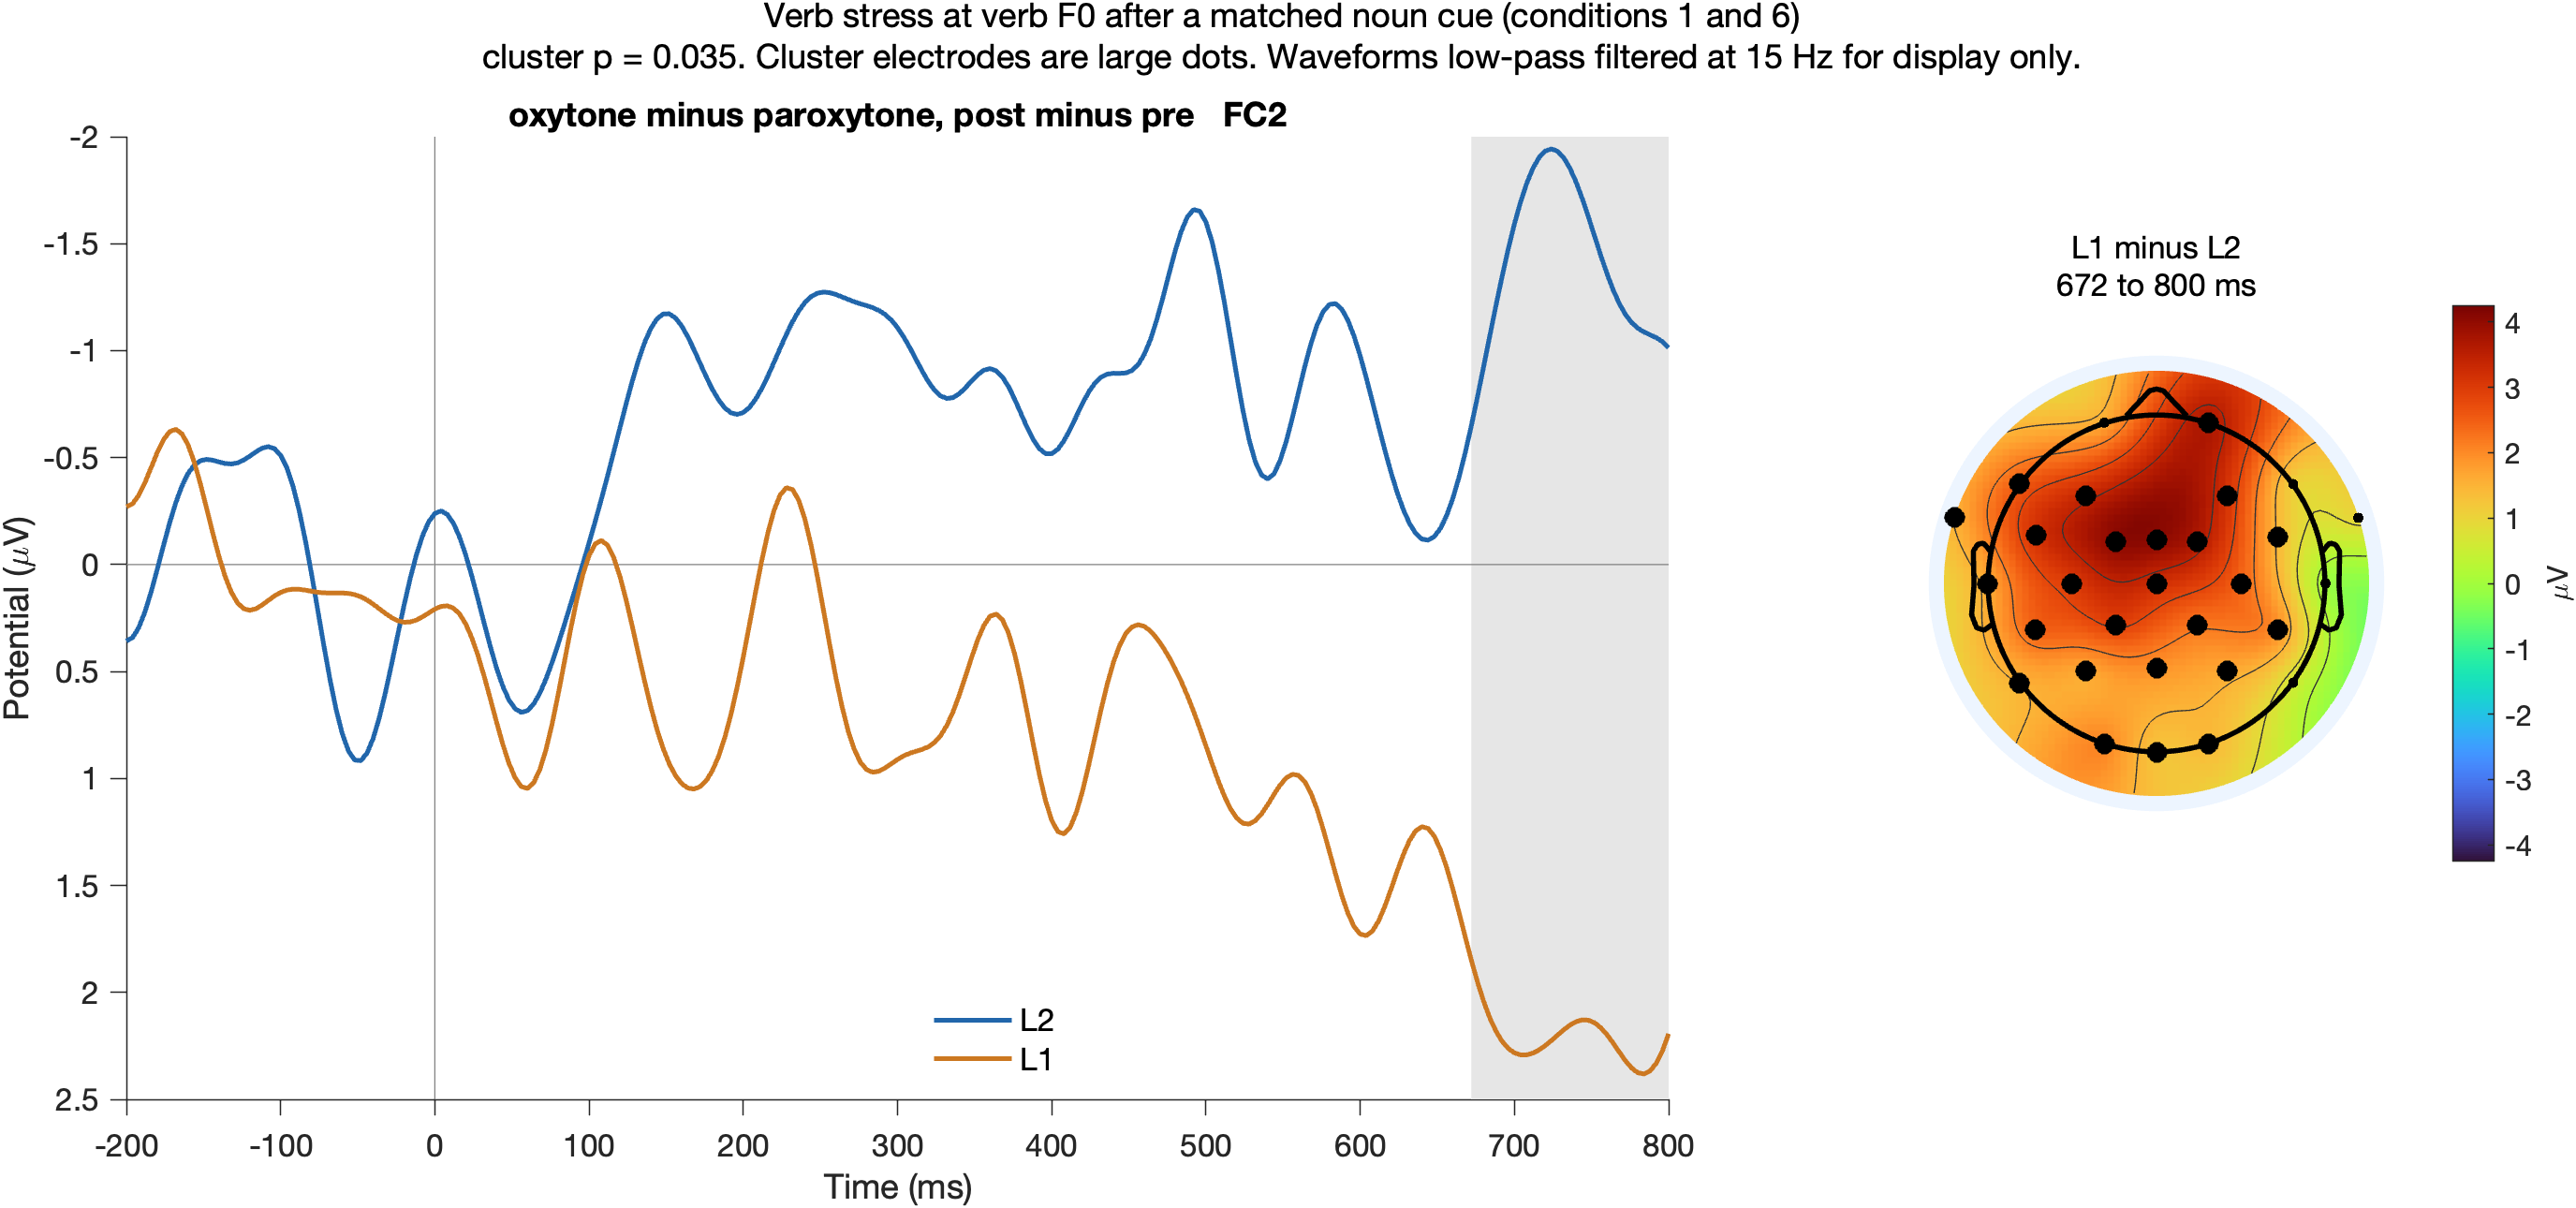 Verb stress at verb F0 after a matched noun cue (conditions 1 and 6)
cluster p = 0.035. Cluster electrodes are large dots. Waveforms low-pass filtered at 15 Hz for display only.
oxytone minus paroxytone, post minus pre FC2
-2
-1.5
-1
-0.5
0
0.5
1
1.5
2
2.5
Potential (μV)
-200 -100 0 100 200 300 400 500 600 700 800
Time (ms)
L2
L1
L1 minus L2
672 to 800 ms
4
3
2
1
0
-1
-2
-3
-4
μV